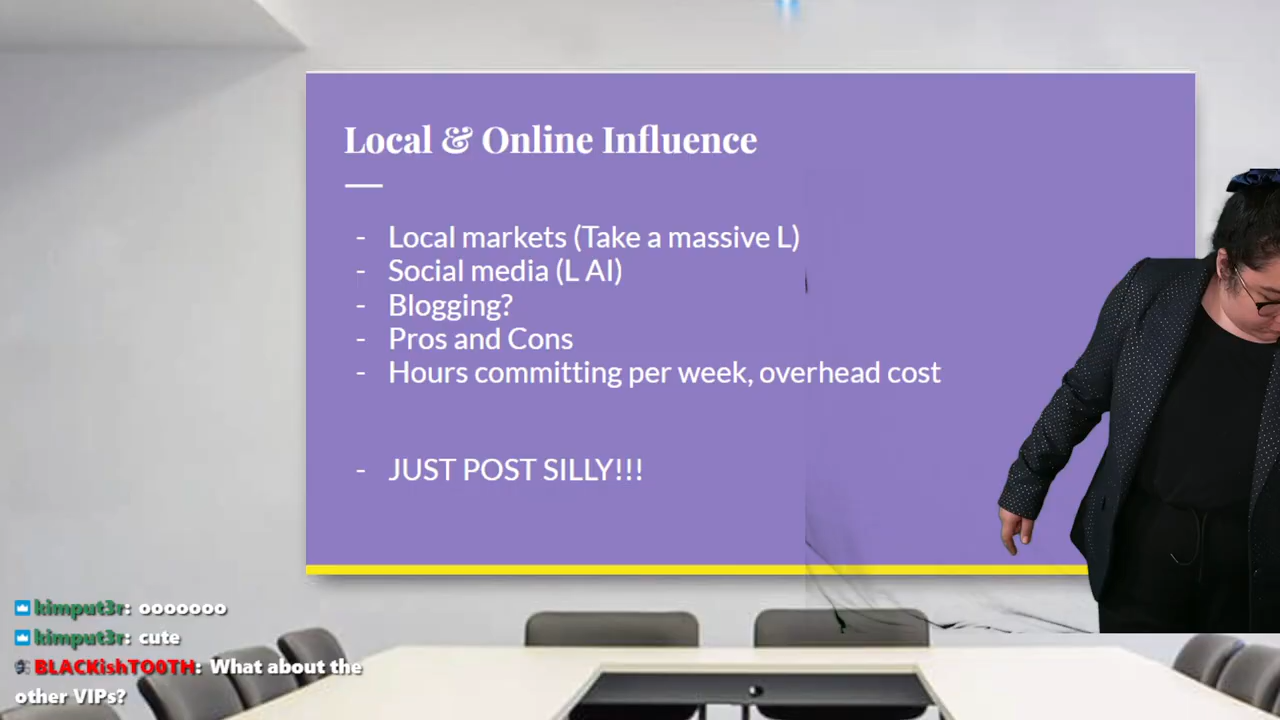 Local & Online Influence
- Local markets (Take a massive L)
- Social media (L AI)
- Blogging?
- Pros and Cons
- Hours committing per week, overhead cost
- JUST POST SILLY!!!
kimput3r: ooooooo
kimput3r: cute
BLACKishTO0TH: What about the
other VIPs?